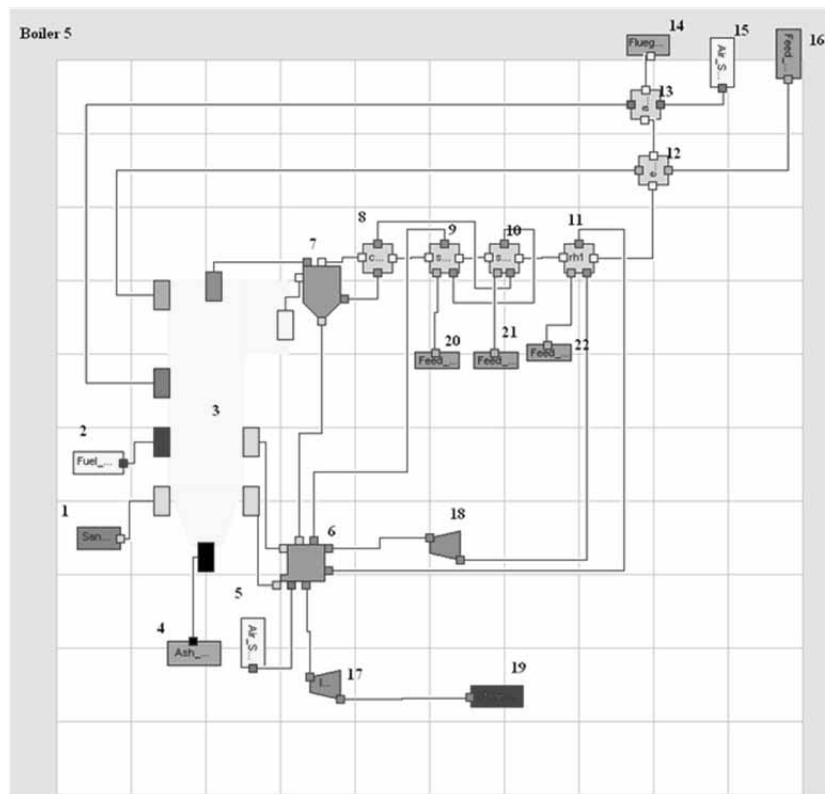 Boiler 5
14
15
16
Flueg...
Air_S...
Feed_...
13
e...
12
e...
11
10
9
8
7
c...
s...
s...
rh1
20
21
22
Feed_...
Feed_...
Feed_...
3
2
Fuel_...
1
San...
18
6
5
4
Air_S...
Ash_...
17
19